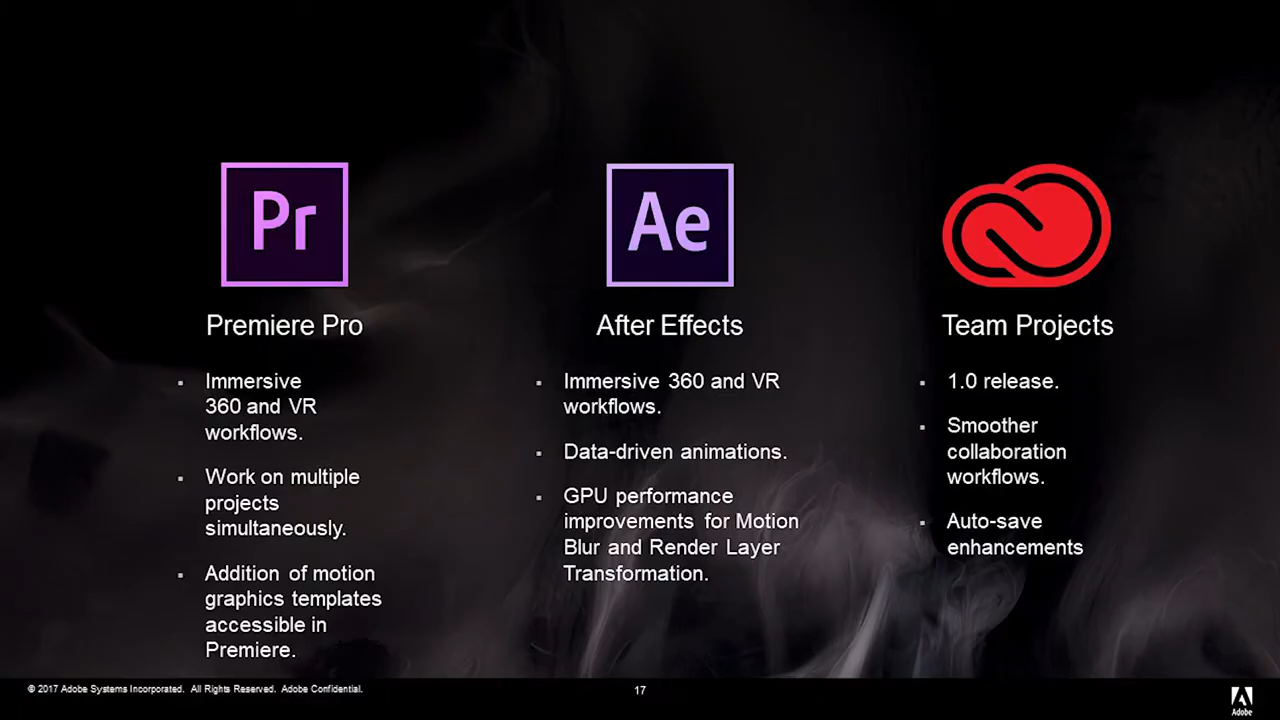 Pr
Premiere Pro
▪ Immersive
360 and VR
workflows.
▪ Work on multiple
projects
simultaneously.
▪ Addition of motion
graphics templates
accessible in
Premiere.
Ae
After Effects
▪ Immersive 360 and VR
workflows.
▪ Data-driven animations.
▪ GPU performance
improvements for Motion
Blur and Render Layer
Transformation.
Team Projects
▪ 1.0 release.
▪ Smoother
collaboration
workflows.
▪ Auto-save
enhancements
© 2017 Adobe Systems Incorporated. All Rights Reserved. Adobe Confidential.
17
Adobe